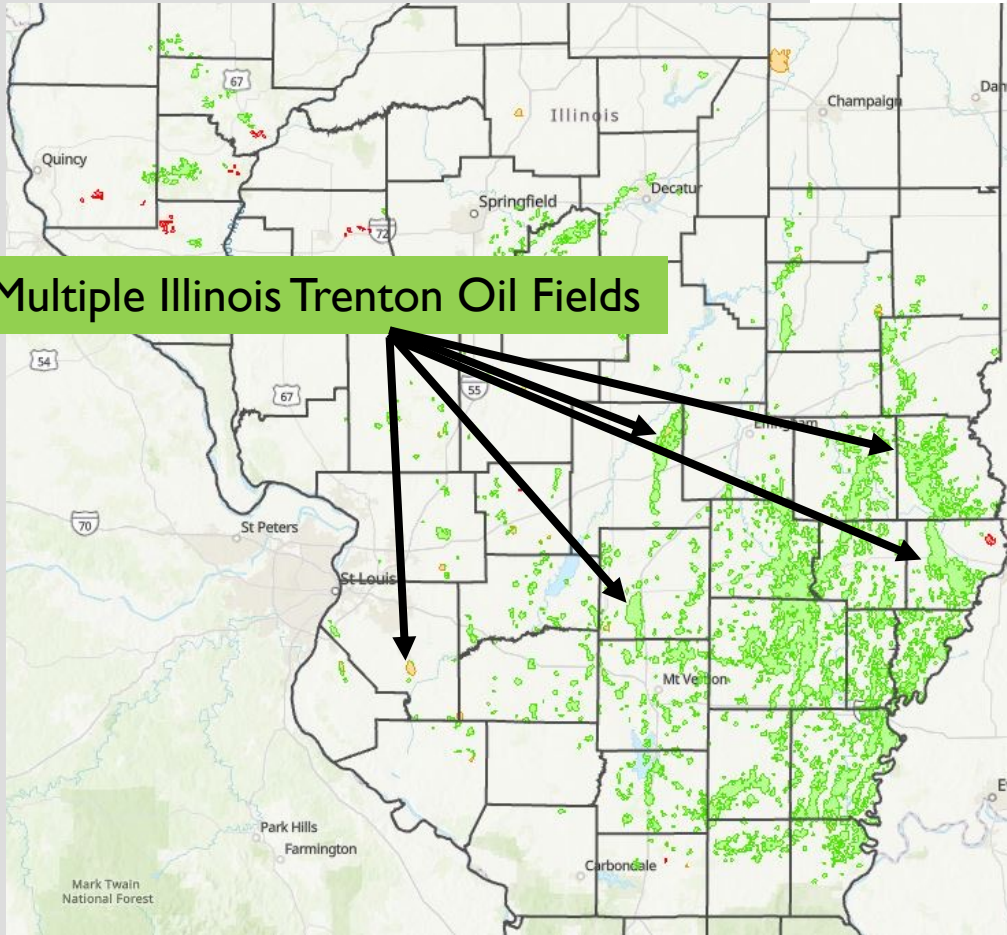 67
Illinois
Champaign
Quincy
Springfield
Decatur
72
Multiple Illinois Trenton Oil Fields
54
67
55
70
St Peters
St Louis
Mt Vernon
Park Hills
Farmington
Carbondale
Mark Twain
National Forest